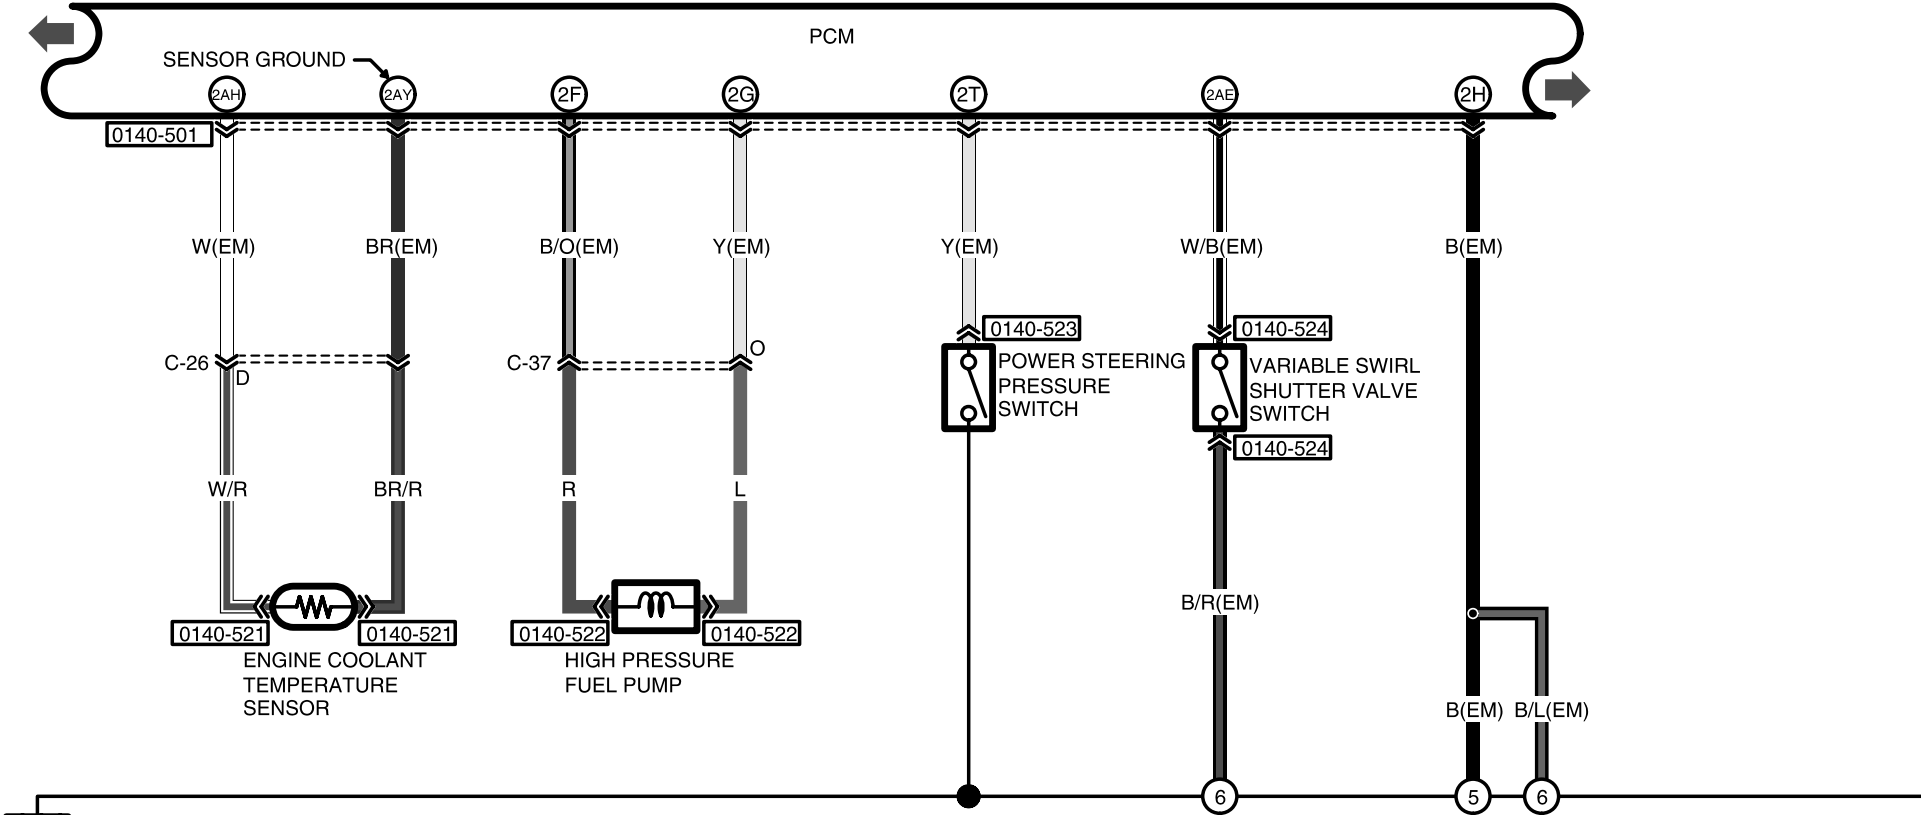 PCM
SENSOR GROUND
2AH 2AY 2F 2G 2T 2AE 2H
0140-501
W(EM) BR(EM) B/O(EM) Y(EM) Y(EM) W/B(EM) B(EM)
0140-523 0140-524
C-26 D C-37 O
POWER STEERING
PRESSURE
SWITCH
VARIABLE SWIRL
SHUTTER VALVE
SWITCH
0140-524
W/R BR/R R L
B/R(EM)
0140-521 0140-521 0140-522 0140-522
ENGINE COOLANT
TEMPERATURE
SENSOR
HIGH PRESSURE
FUEL PUMP
B(EM) B/L(EM)
6 5 6